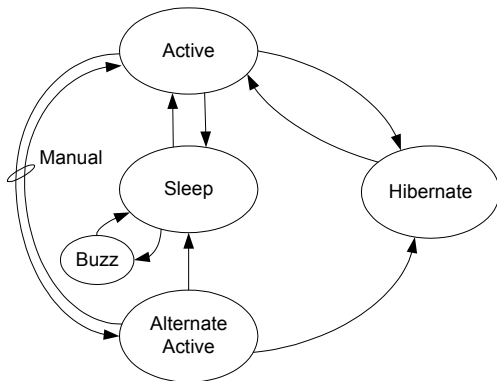 Active
Manual
Sleep
Hibernate
Buzz
Alternate
Active